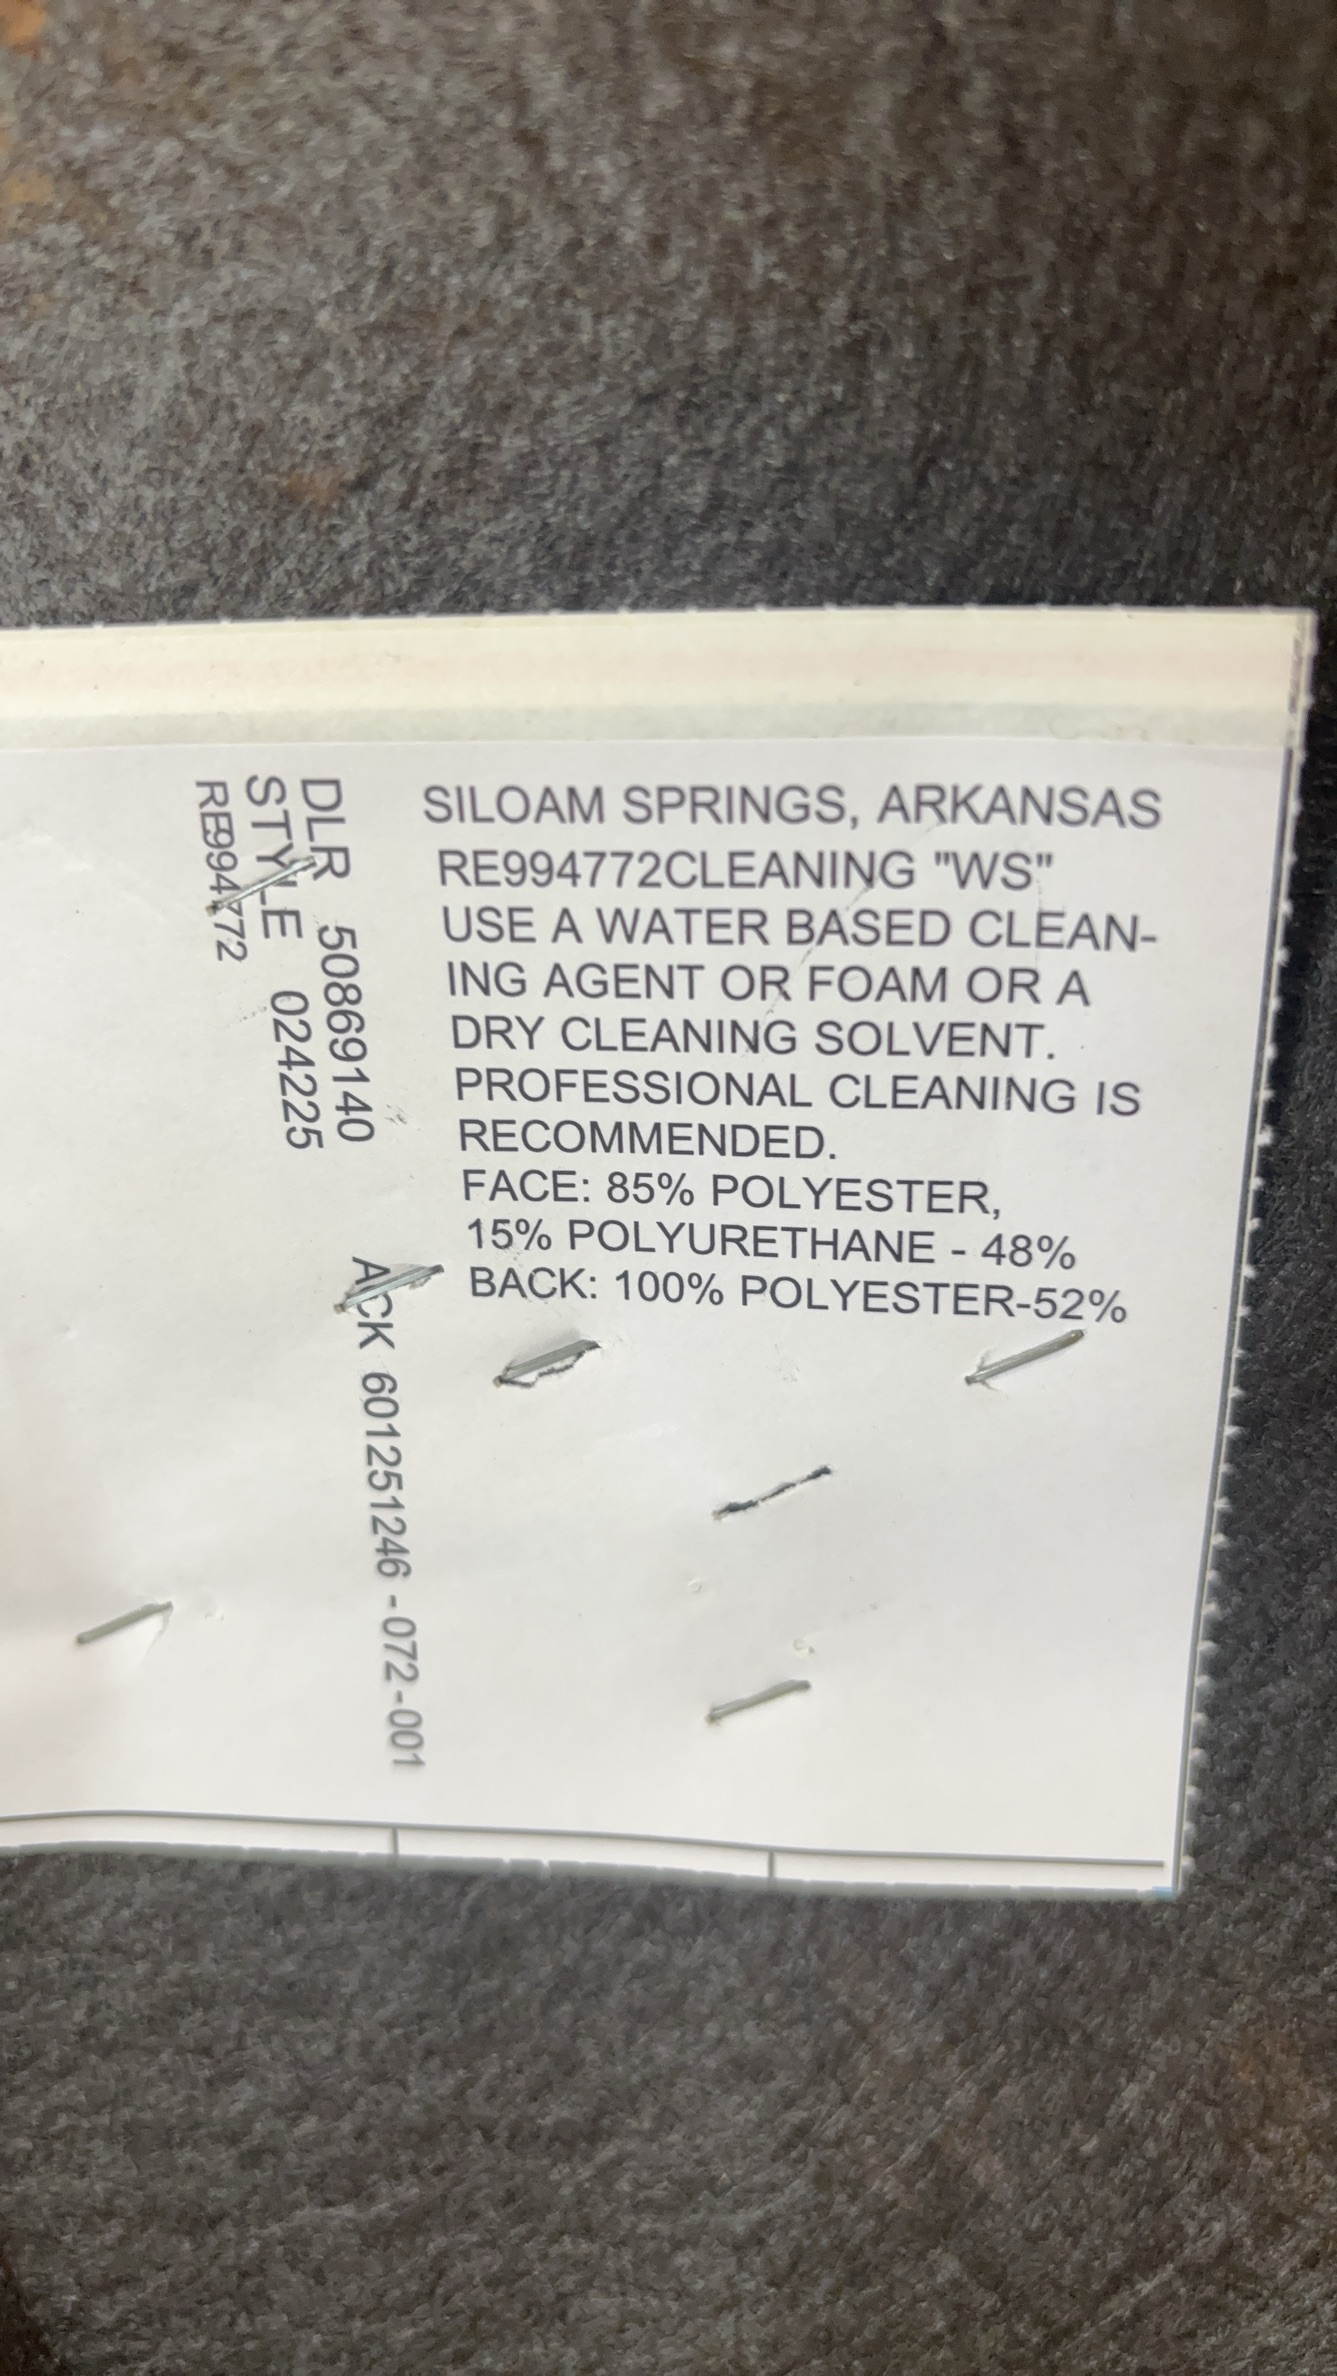 SILOAM SPRINGS, ARKANSAS
RE994772CLEANING "WS"
USE A WATER BASED CLEAN-
ING AGENT OR FOAM OR A
DRY CLEANING SOLVENT.
PROFESSIONAL CLEANING IS
RECOMMENDED.
FACE: 85% POLYESTER,
15% POLYURETHANE - 48%
BACK: 100% POLYESTER-52%
DLR 50869140 ACK 601251246 -072-001
STYLE 024225
RE994772